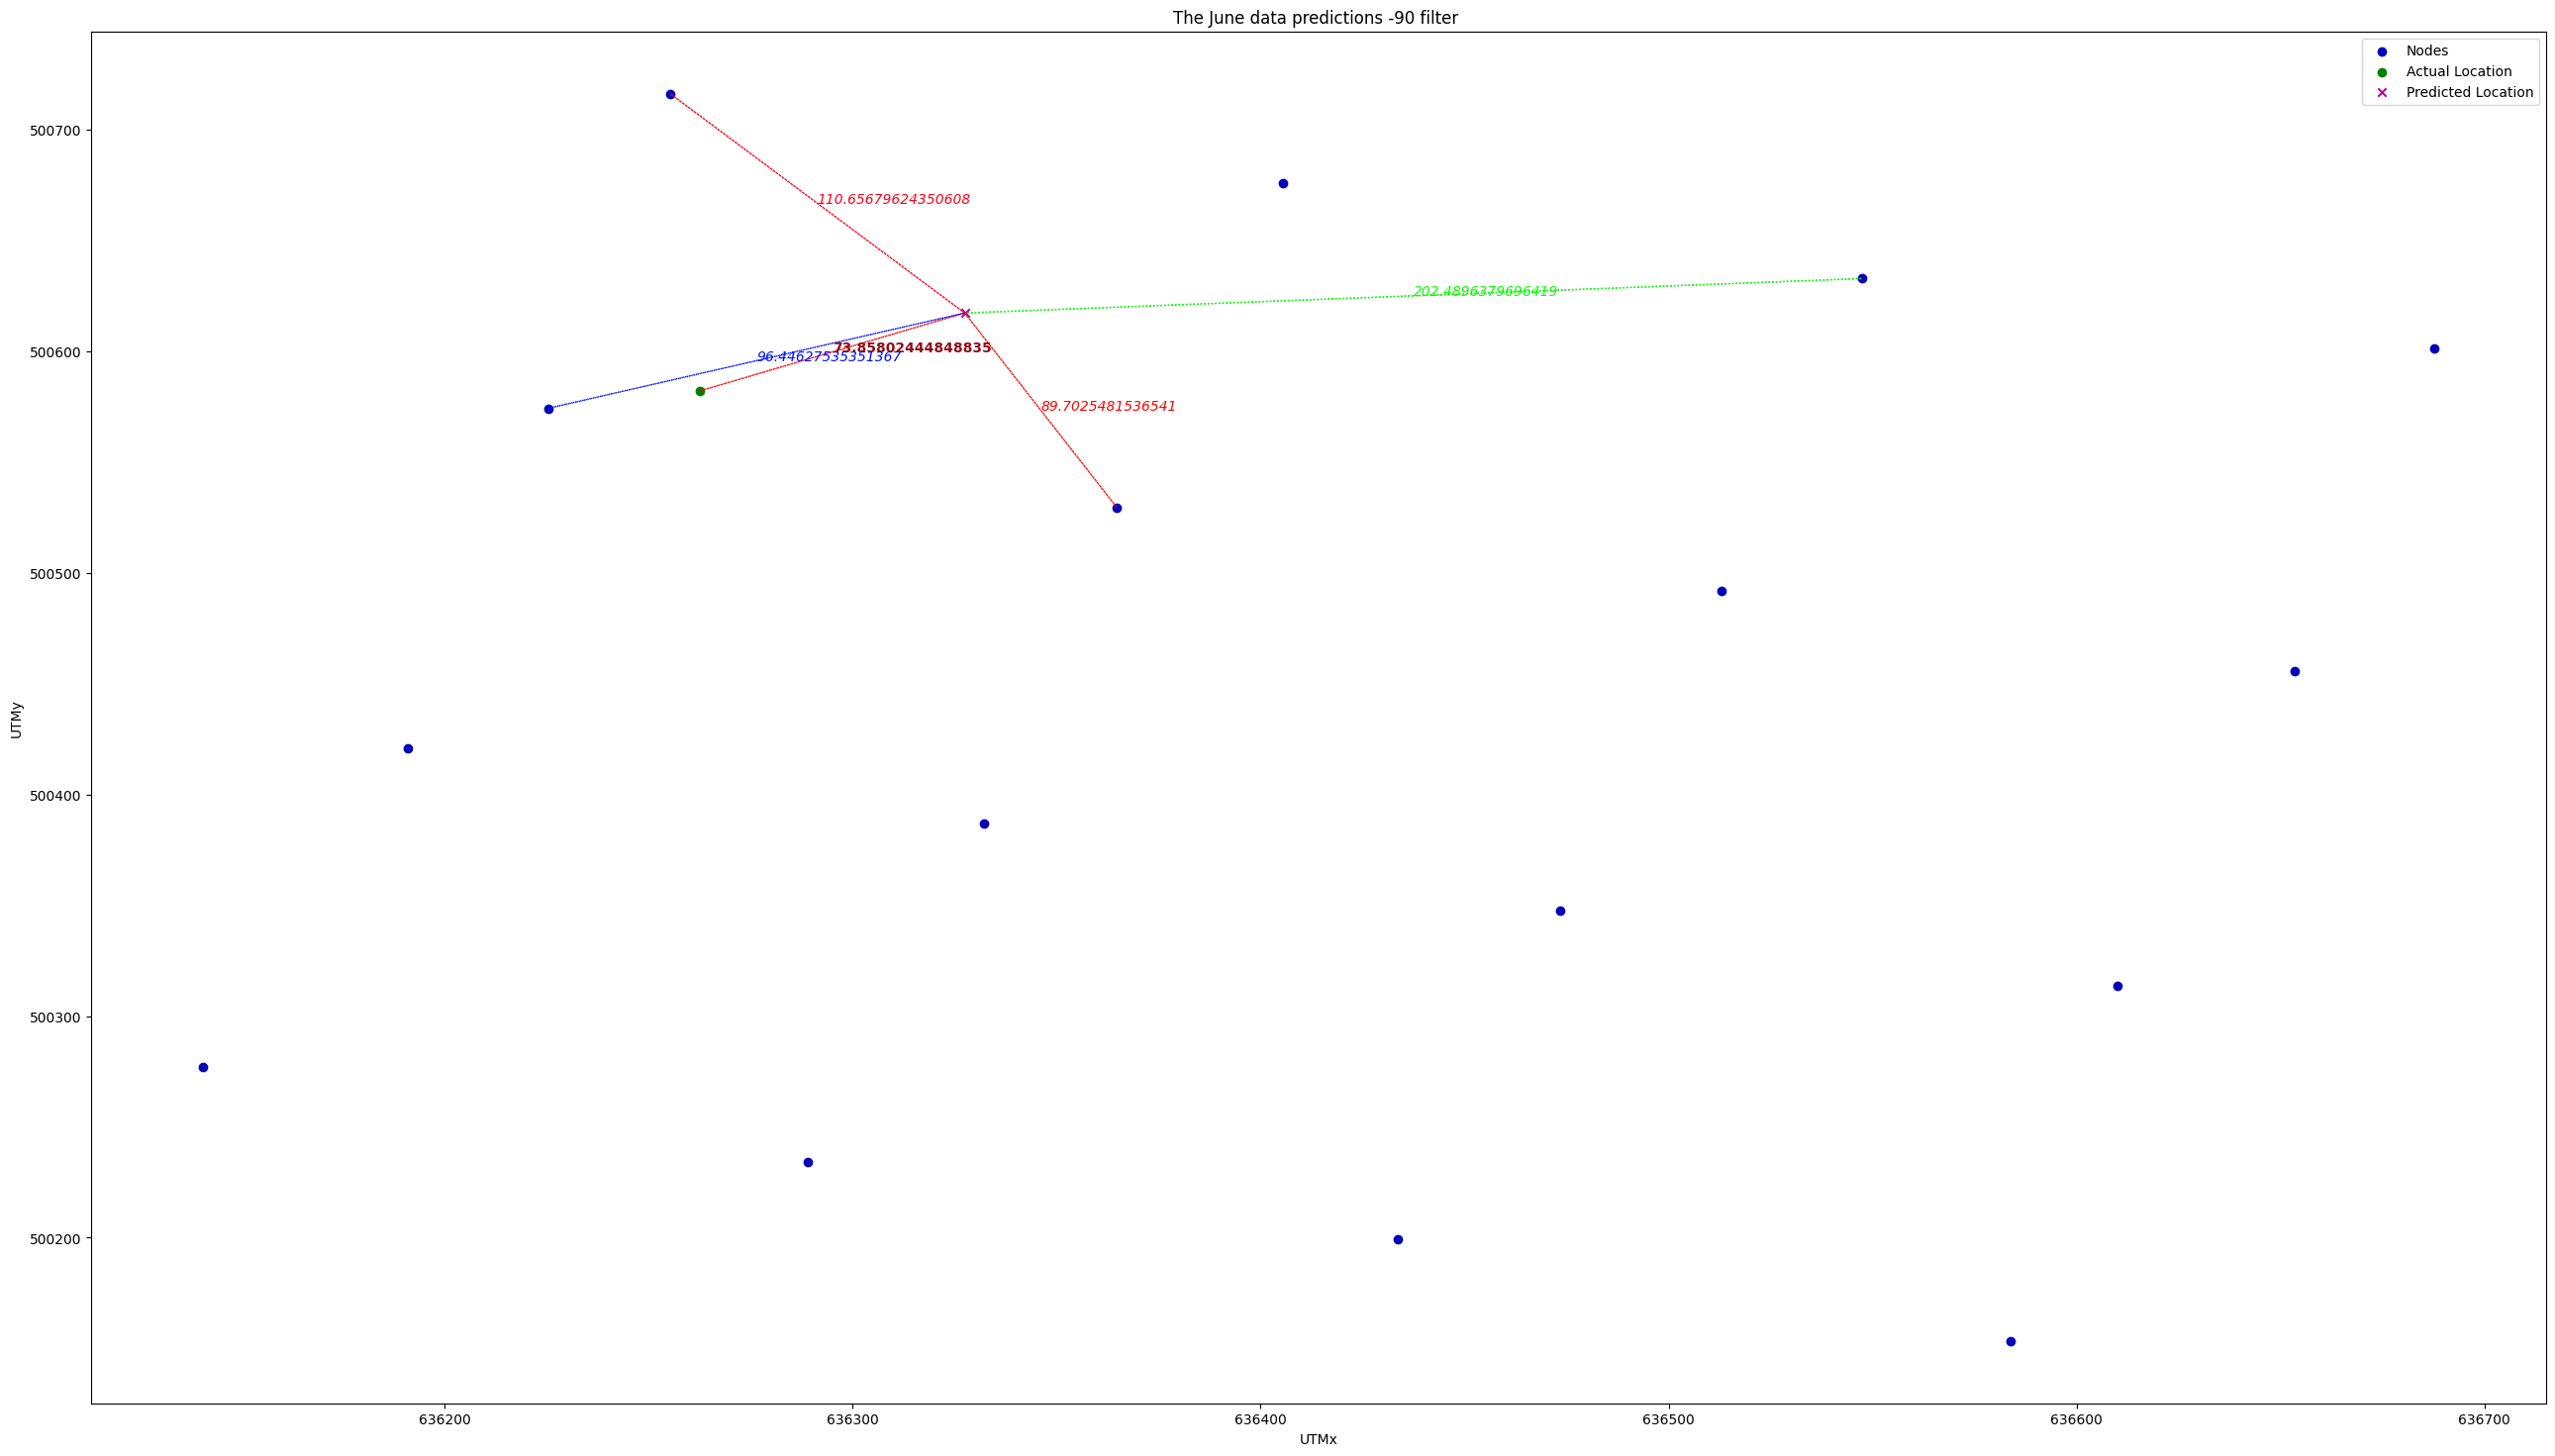 The June data predictions -90 filter
Nodes
Actual Location
Predicted Location
500700
500600
500500
500400
500300
500200
UTMy
110.65679624350608
202.4896379696419
73.85802444848835
96.44627535351367
89.7025481536541
636200
636300
636400
636500
636600
636700
UTMx